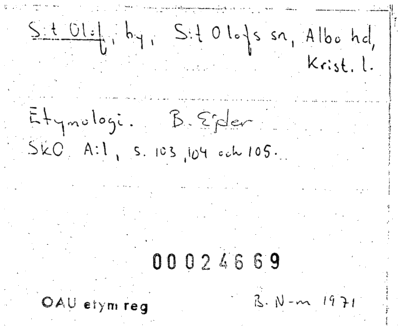 S:t Olof, by, S:t Olofs sn, Albo hd,
Krist. l.
Etymologi. B. Ejder
SkO A:1, s. 103, 104 och 105.
00024669
OAU etym reg
B. N-m 1971